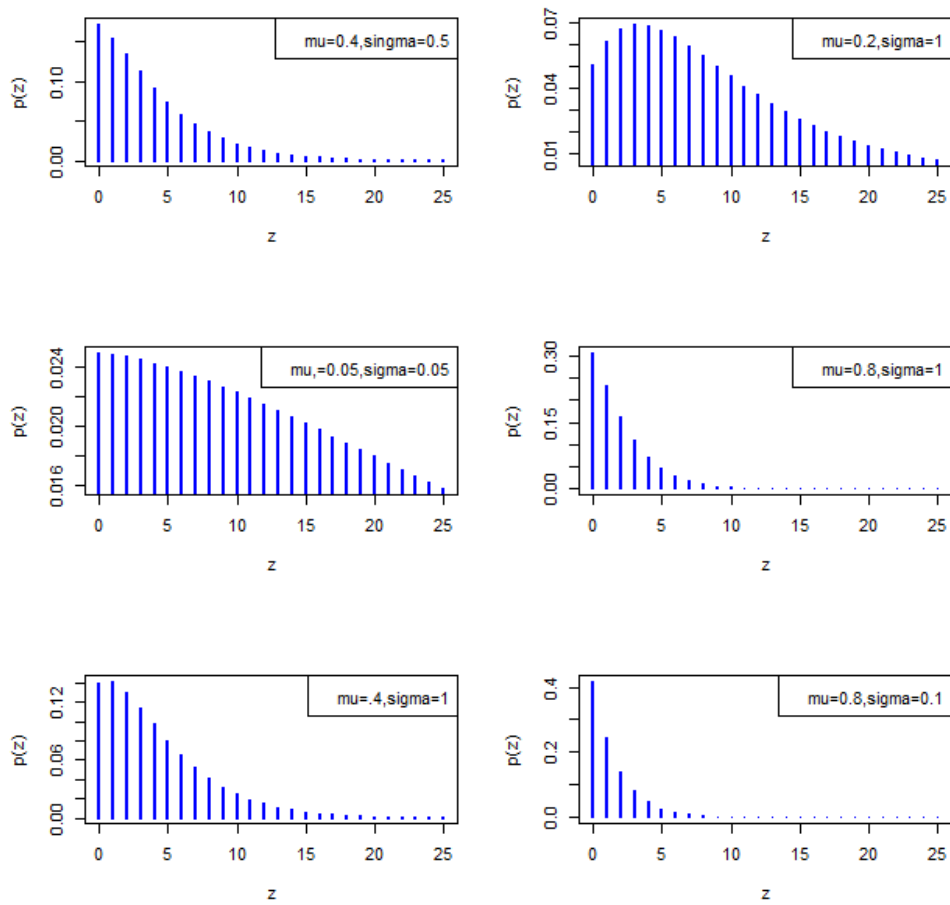 mu=0.4,singma=0.5
p(z)
0.00 0.10
0 5 10 15 20 25
z
mu=0.2,sigma=1
p(z)
0.01 0.04 0.07
0 5 10 15 20 25
z
mu,=0.05,sigma=0.05
p(z)
0.016 0.020 0.024
0 5 10 15 20 25
z
mu=0.8,sigma=1
p(z)
0.00 0.15 0.30
0 5 10 15 20 25
z
mu=.4,sigma=1
p(z)
0.00 0.06 0.12
0 5 10 15 20 25
z
mu=0.8,sigma=0.1
p(z)
0.0 0.2 0.4
0 5 10 15 20 25
z